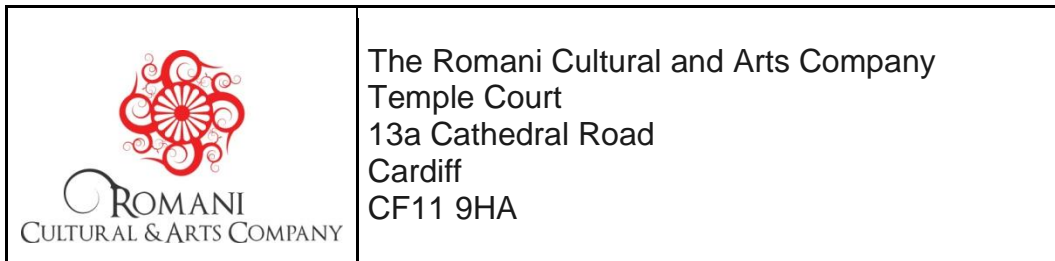 ROMANI
CULTURAL & ARTS COMPANY
The Romani Cultural and Arts Company
Temple Court
13a Cathedral Road
Cardiff
CF11 9HA